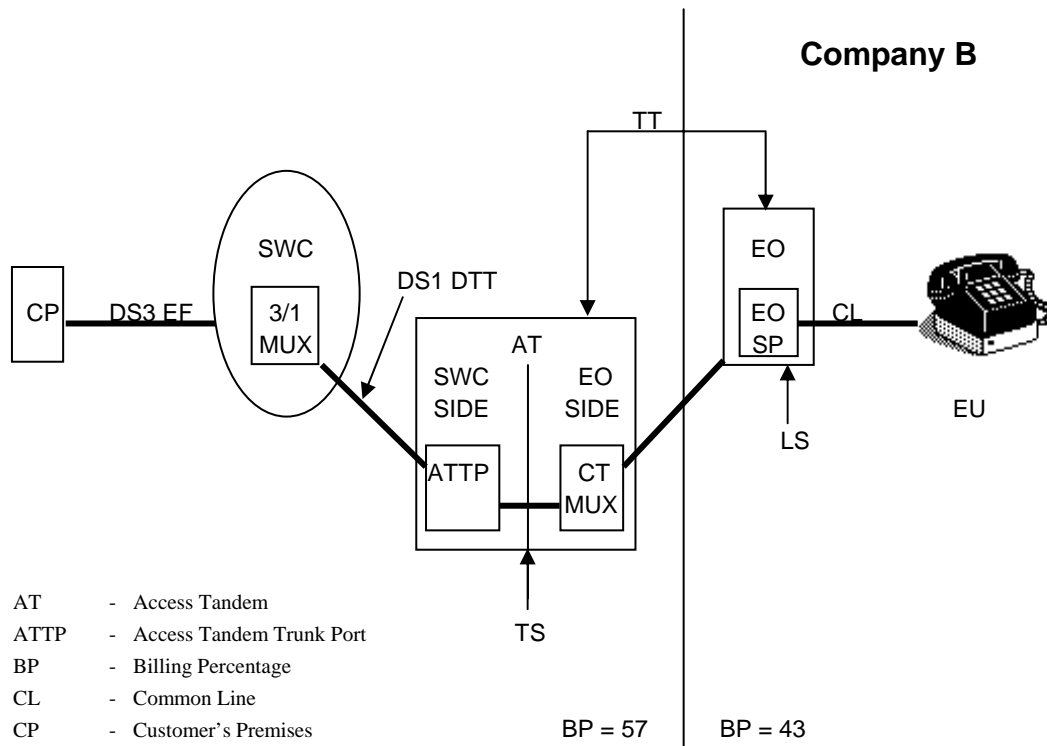 Company B
TT
SWC
EO
DS1 DTT
CP
DS3 EF
3/1
MUX
EO
SP
CL
AT
SWC
SIDE
EO
SIDE
EU
LS
ATTP
CT
MUX
TS
AT - Access Tandem
ATTP - Access Tandem Trunk Port
BP - Billing Percentage
CL - Common Line
CP - Customer's Premises
BP = 57
BP = 43